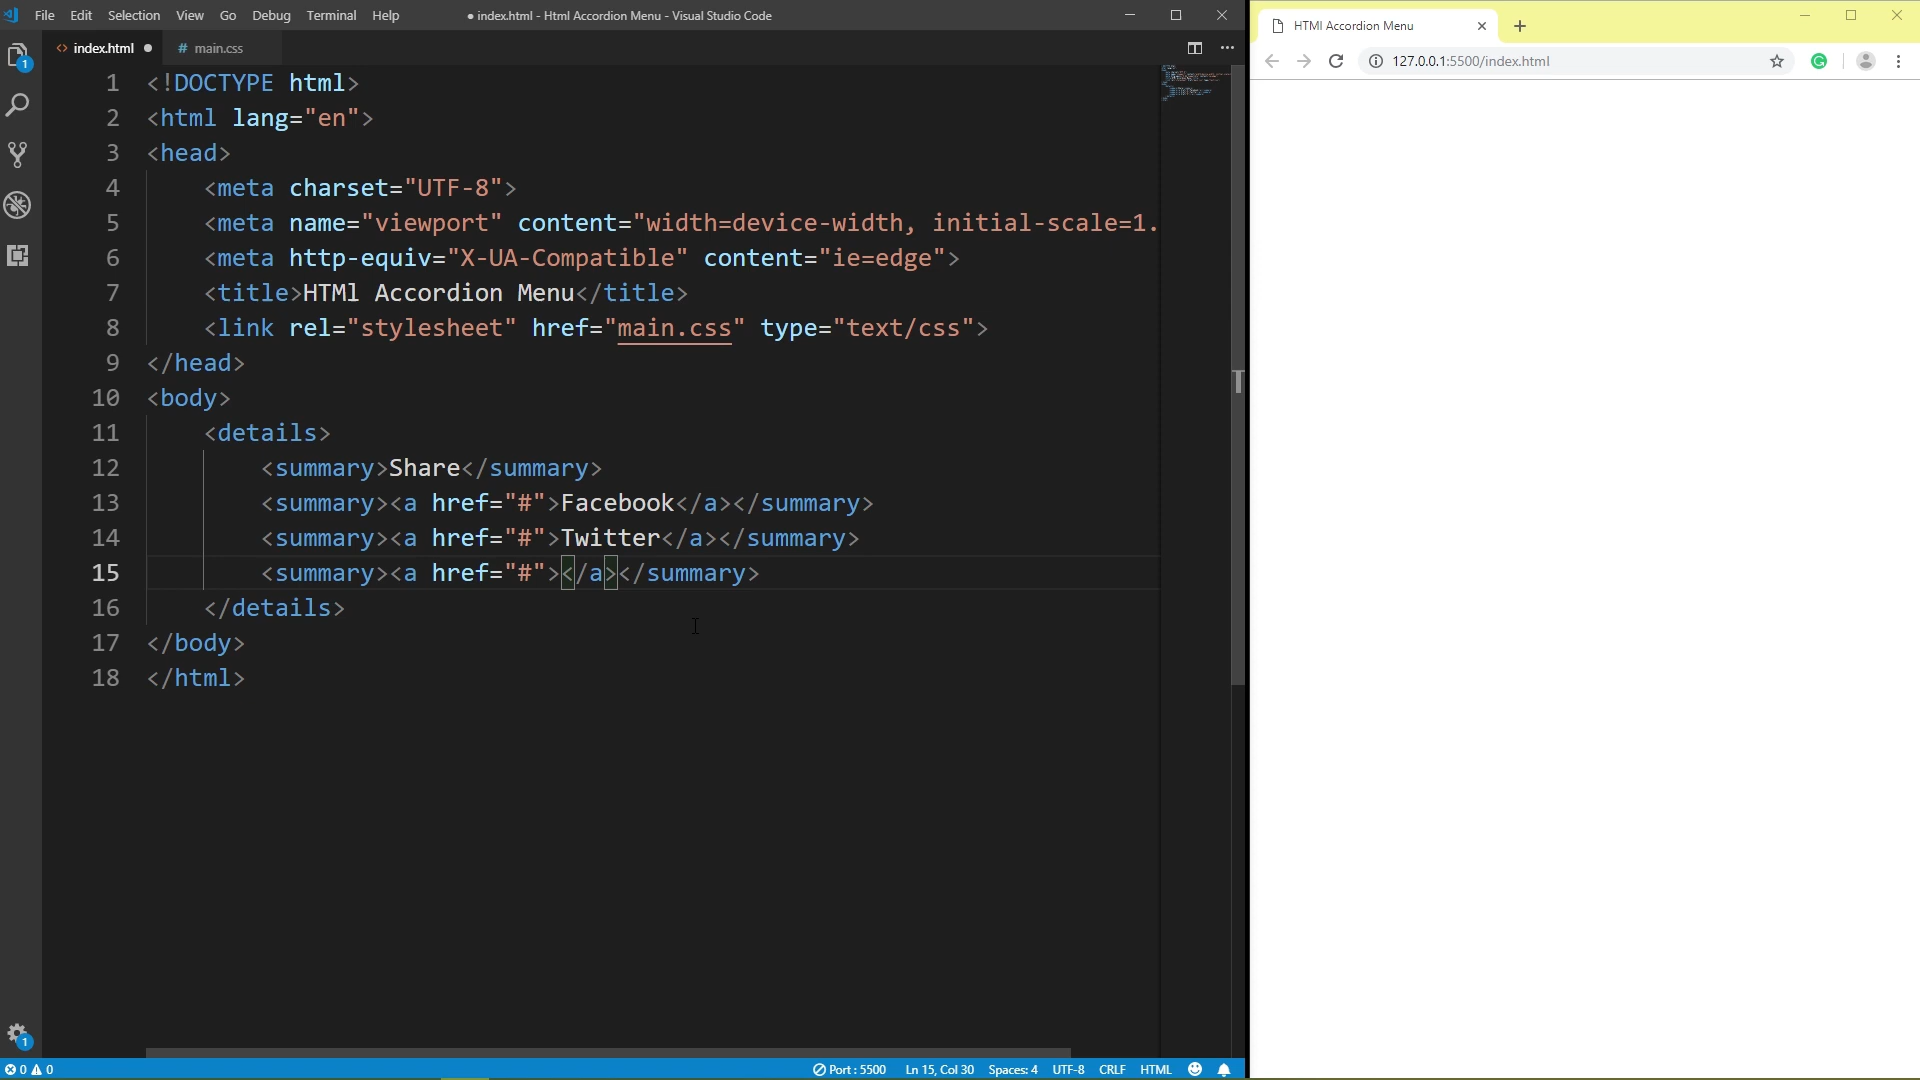 File Edit Selection View Go Debug Terminal Help
● index.html - Html Accordion Menu - Visual Studio Code
<> index.html ●
# main.css
1 <!DOCTYPE html>
2 <html lang="en">
3 <head>
4 <meta charset="UTF-8">
5 <meta name="viewport" content="width=device-width, initial-scale=1.
6 <meta http-equiv="X-UA-Compatible" content="ie=edge">
7 <title>HTMl Accordion Menu</title>
8 <link rel="stylesheet" href="main.css" type="text/css">
9 </head>
10 <body>
11 <details>
12 <summary>Share</summary>
13 <summary><a href="#">Facebook</a></summary>
14 <summary><a href="#">Twitter</a></summary>
15 <summary><a href="#"></a></summary>
16 </details>
17 </body>
18 </html>
1
1
0 0
Port : 5500 Ln 15, Col 30 Spaces: 4 UTF-8 CRLF HTML
HTMl Accordion Menu
127.0.0.1:5500/index.html